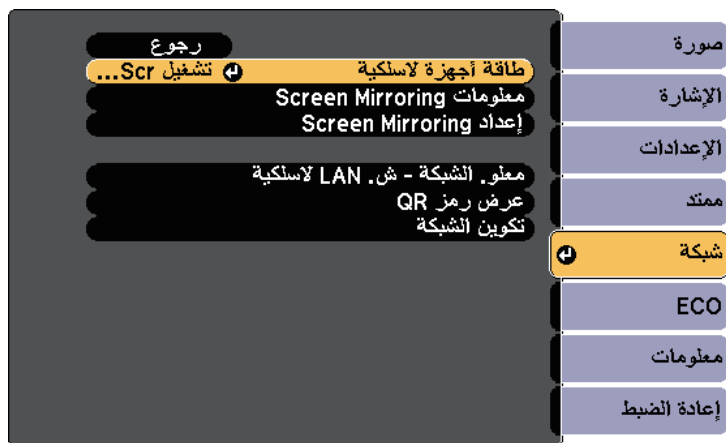 صورة
الإشارة
الإعدادات
ممتد
شبكة
ECO
معلومات
إعادة الضبط
رجوع
طاقة أجهزة لاسلكية تشغيل Scr...
معلومات Screen Mirroring
إعداد Screen Mirroring
معلو. الشبكة - ش. LAN لاسلكية
عرض رمز QR
تكوين الشبكة